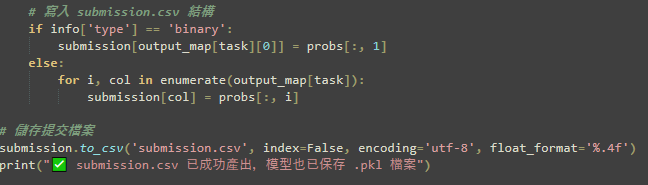 # 寫入 submission.csv 結構
if info['type'] == 'binary':
submission[output_map[task][0]] = probs[:, 1]
else:
for i, col in enumerate(output_map[task]):
submission[col] = probs[:, i]
# 儲存提交檔案
submission.to_csv('submission.csv', index=False, encoding='utf-8', float_format='%.4f')
print("✅ submission.csv 已成功產出，模型也已保存 .pkl 檔案")